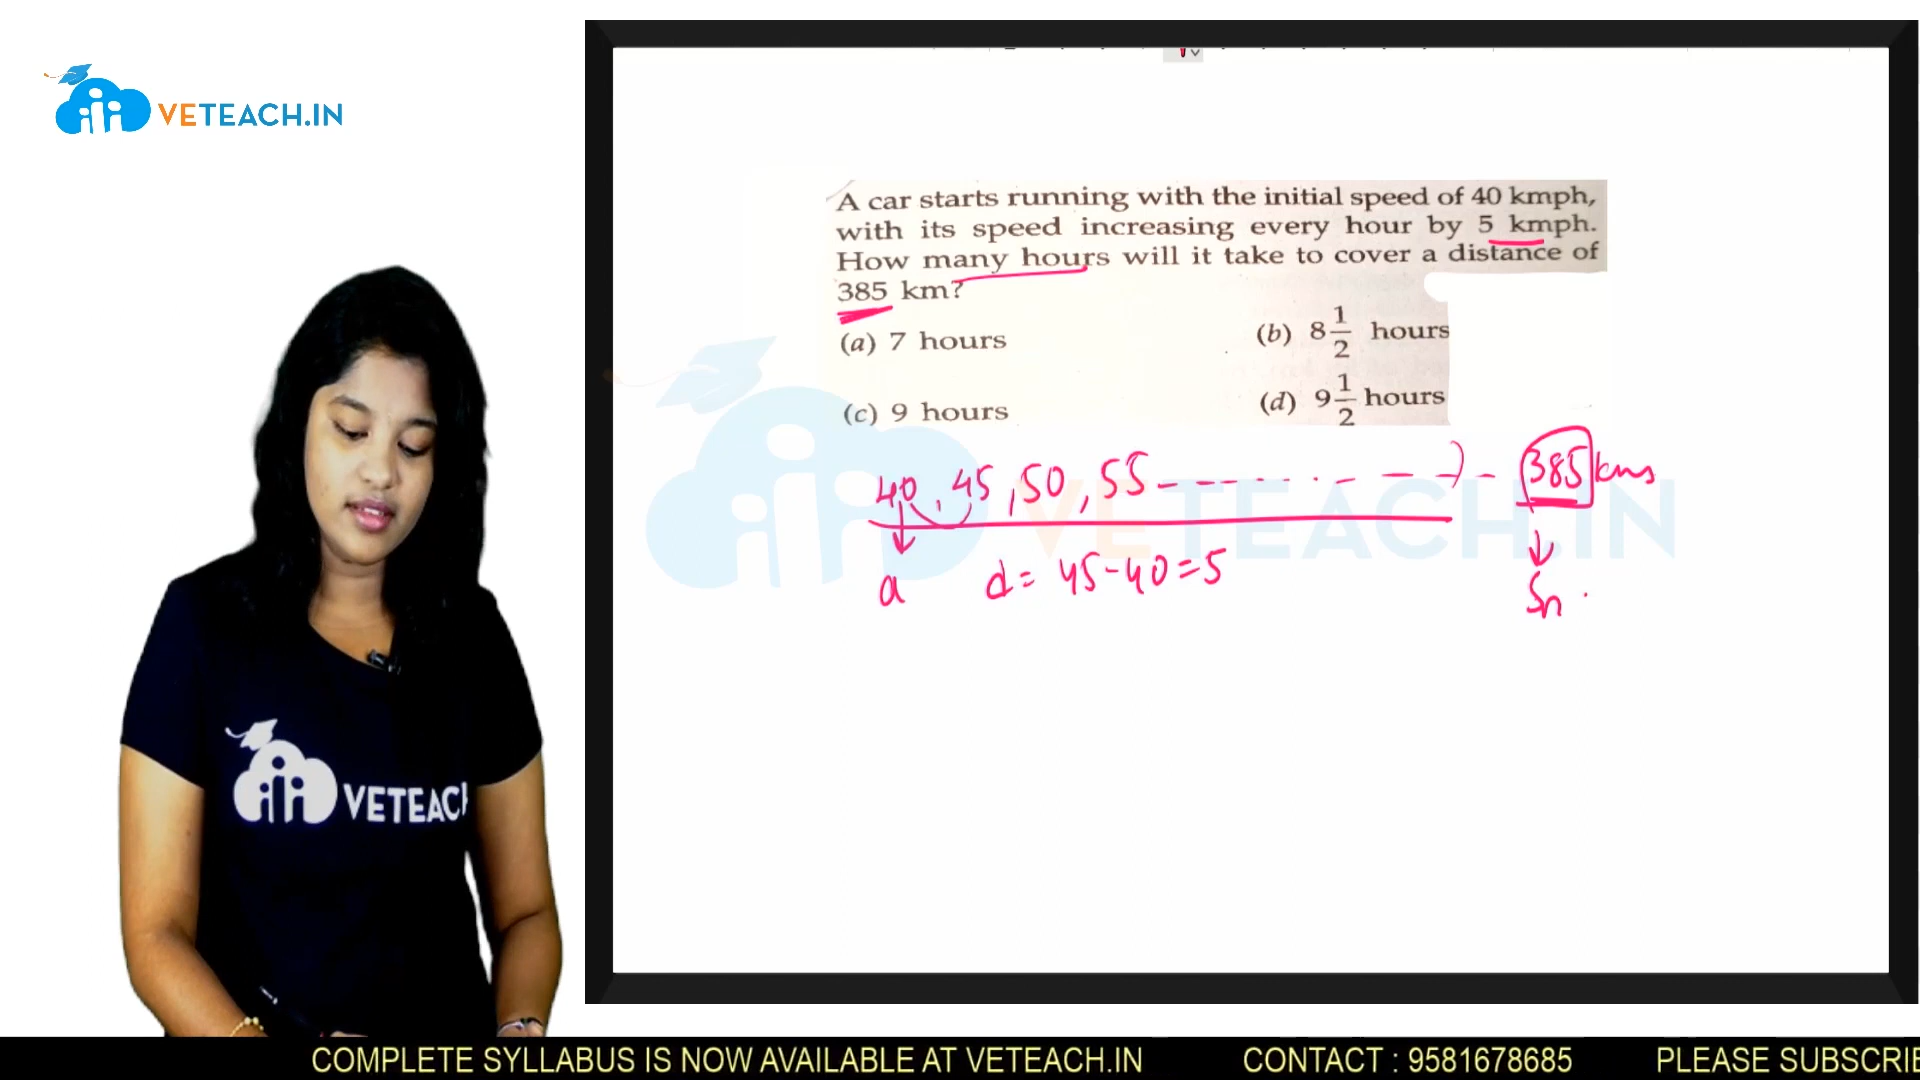 VETEACH.IN
A car starts running with the initial speed of 40 kmph,
with its speed increasing every hour by 5 kmph.
How many hours will it take to cover a distance of
385 km?
(a) 7 hours
(b) 8 1/2 hours
(c) 9 hours
(d) 9 1/2 hours
40, 45, 50, 55 - - - - - - - - - - 385 kms
a d = 45-40=5 Sn
VETEACH.IN
VETEACH
COMPLETE SYLLABUS IS NOW AVAILABLE AT VETEACH.IN CONTACT : 9581678685 PLEASE SUBSCRIE